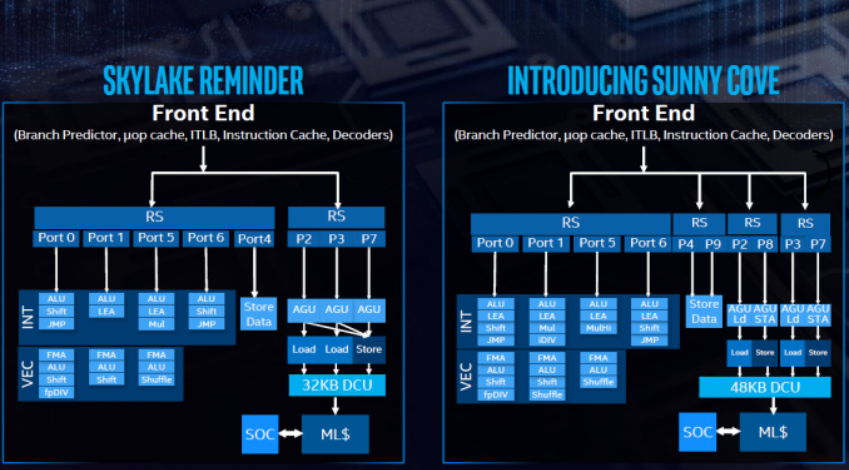 SKYLAKE REMINDER
Front End
(Branch Predictor, µop cache, ITLB, Instruction Cache, Decoders)
RS RS
Port 0 Port 1 Port 5 Port 6 Port4 P2 P3 P7
INT
ALU ALU ALU ALU
Shift LEA LEA Shift
JMP Mul JMP
Store
Data
AGU AGU AGU
Load Load Store
VEC
FMA FMA FMA
ALU ALU ALU
Shift Shift Shuffle
fpDIV
32KB DCU
SOC ML$
INTRODUCING SUNNY COVE
Front End
(Branch Predictor, µop cache, ITLB, Instruction Cache, Decoders)
RS RS RS RS
Port 0 Port 1 Port 5 Port 6 P4 P9 P2 P8 P3 P7
INT
ALU ALU ALU ALU
LEA LEA LEA LEA
Shift Mul MulHi Shift
JMP iDIV JMP
Store
Data
AGU AGU AGU AGU
Ld STA Ld STA
Load Store Load Store
VEC
FMA FMA FMA
ALU ALU ALU
Shift Shift Shuffle
fpDIV Shuffle
48KB DCU
SOC ML$